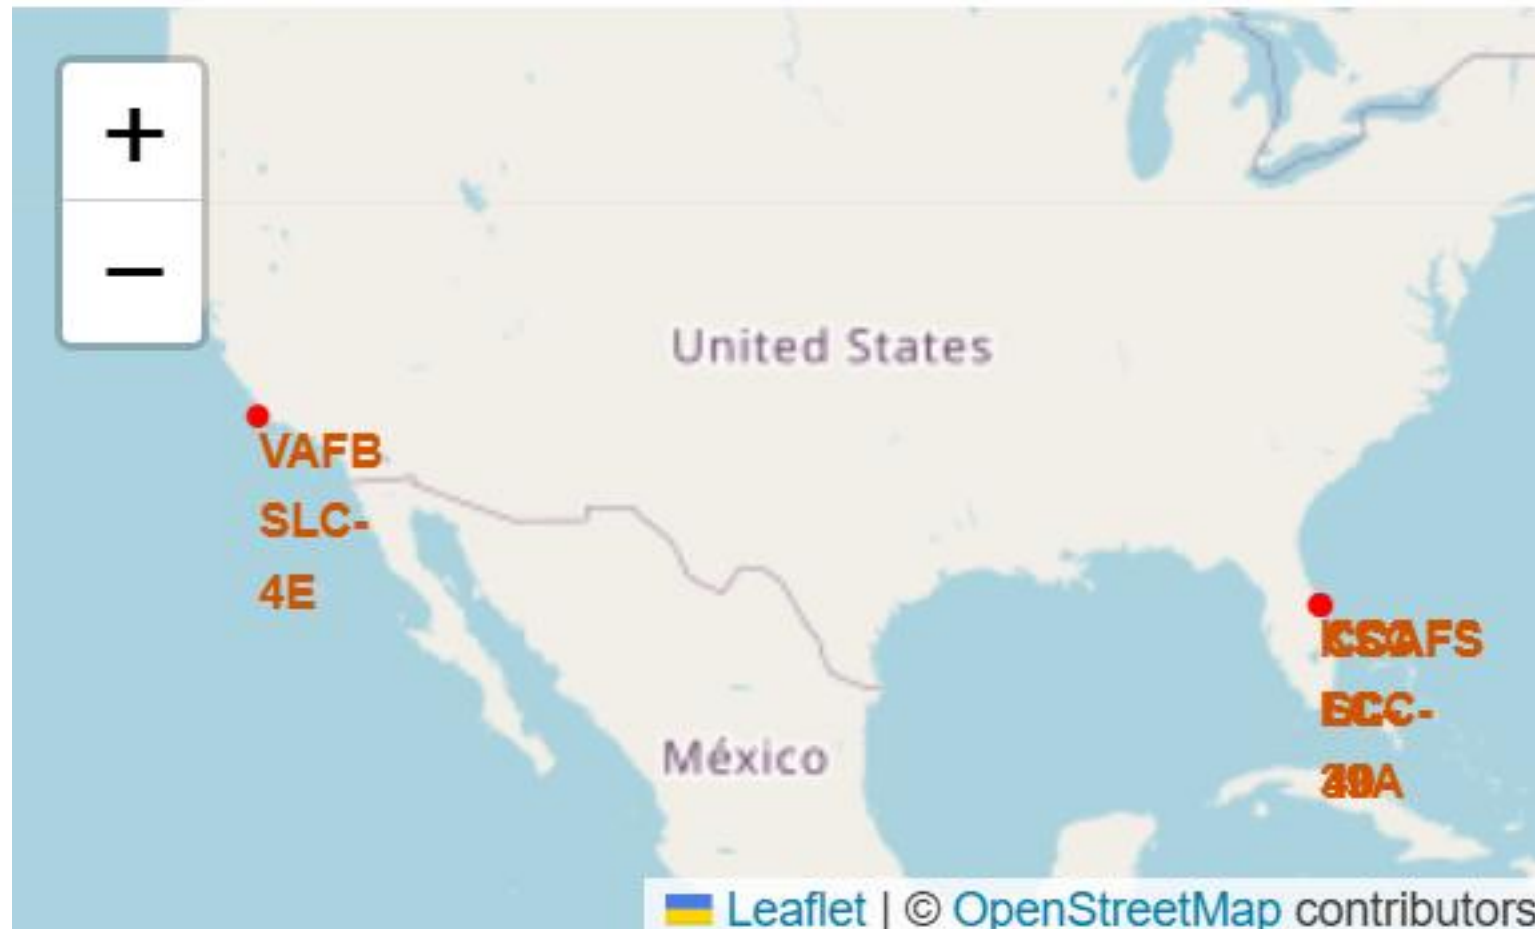 +
−
United States
VAFB
SLC-
4E
México
Leaflet | © OpenStreetMap contributors